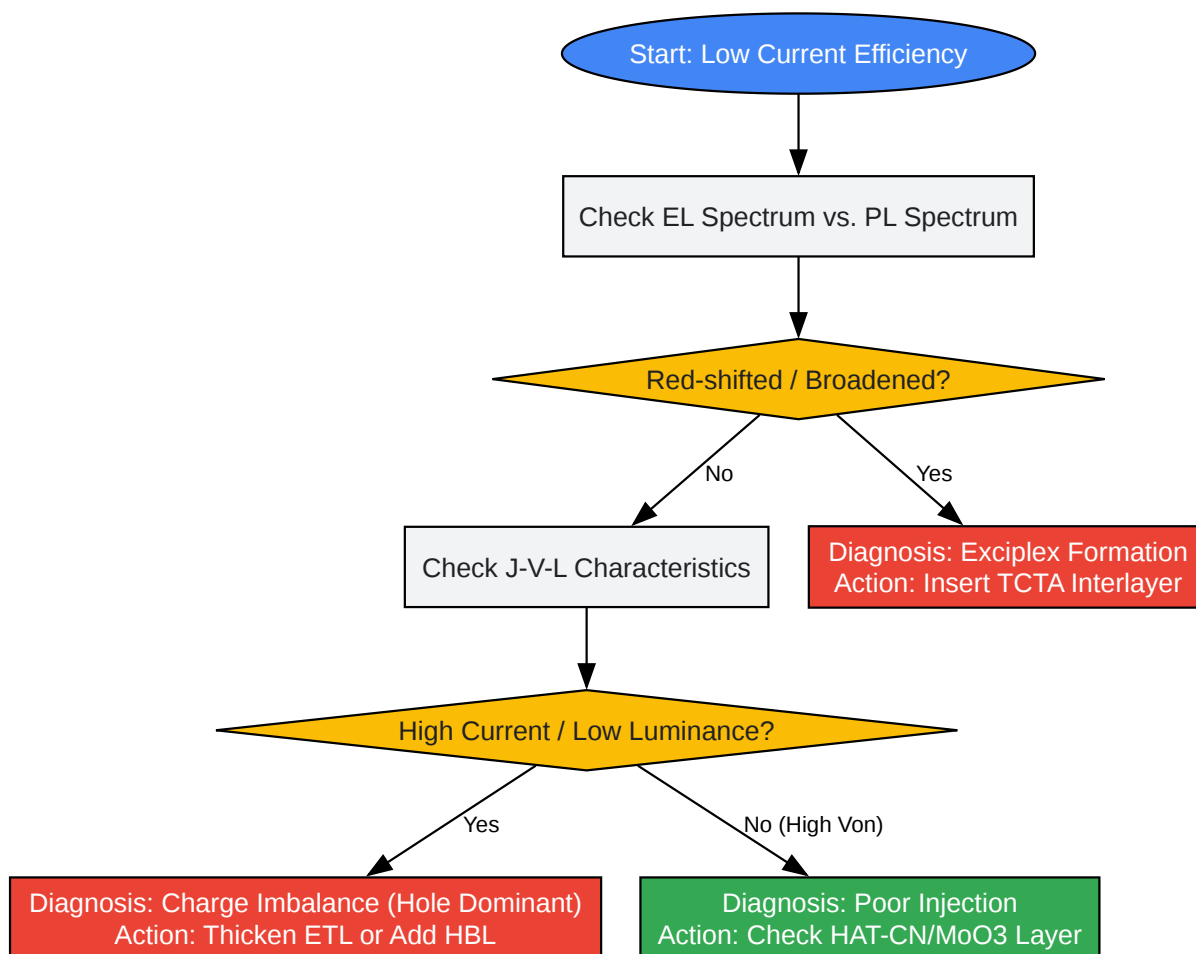 Start: Low Current Efficiency
Check EL Spectrum vs. PL Spectrum
Red-shifted / Broadened?
No
Yes
Check J-V-L Characteristics
Diagnosis: Exciplex Formation
Action: Insert TCTA Interlayer
High Current / Low Luminance?
Yes
No (High Von)
Diagnosis: Charge Imbalance (Hole Dominant)
Action: Thicken ETL or Add HBL
Diagnosis: Poor Injection
Action: Check HAT-CN/MoO3 Layer